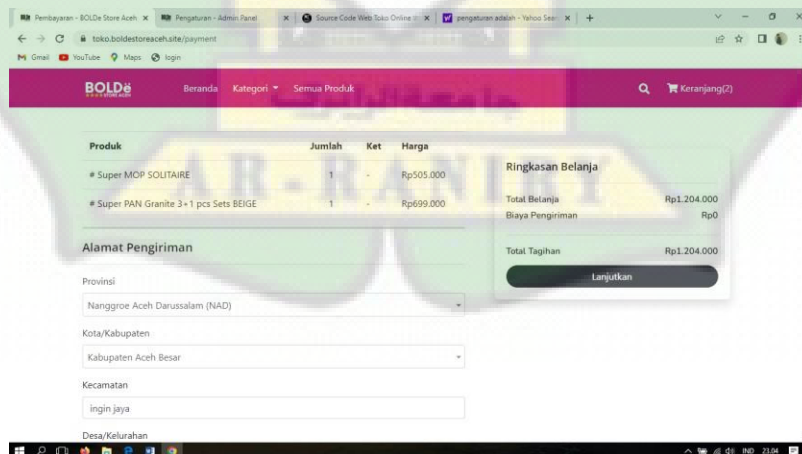 Pembayaran - BOLDe Store Aceh
Pengaturan - Admin Panel
Source Code Web Toko Online
pengaturan adalah - Yahoo Sear
toko.boldestoreaceh.site/payment
Gmail YouTube Maps login
BOLDe Beranda Kategori Semua Produk Keranjang(2)
STORE ACEH
جامعة الرانري
AR-RANIRY
Produk Jumlah Ket Harga
# Super MOP SOLITAIRE 1 - Rp505.000
# Super PAN Granite 3+1 pcs Sets BEIGE 1 - Rp699.000
Ringkasan Belanja
Total Belanja Rp1.204.000
Biaya Pengiriman Rp0
Total Tagihan Rp1.204.000
Lanjutkan
Alamat Pengiriman
Provinsi
Nanggroe Aceh Darussalam (NAD)
Kota/Kabupaten
Kabupaten Aceh Besar
Kecamatan
ingin jaya
Desa/Kelurahan
IND 23.04